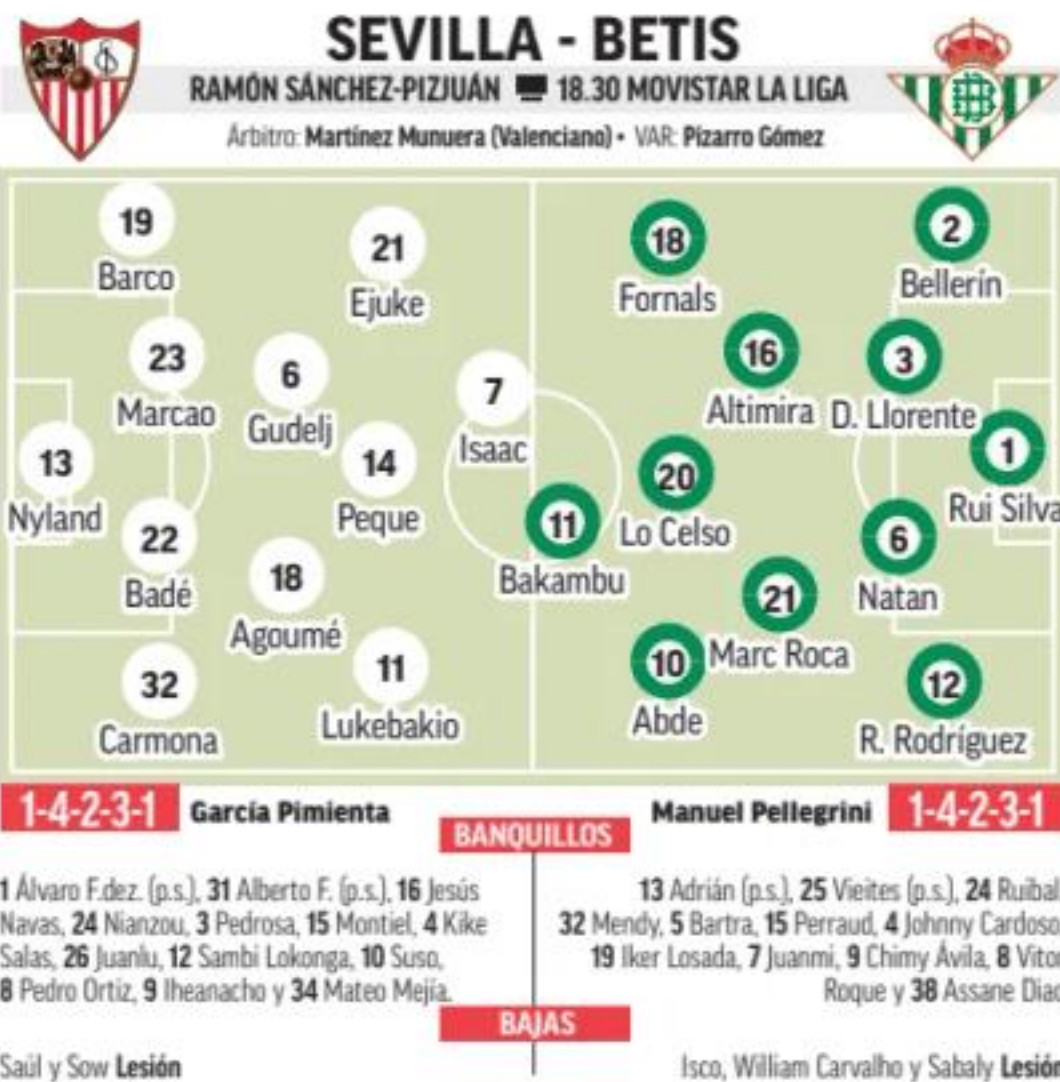 SEVILLA - BETIS
RAMÓN SÁNCHEZ-PIZJUÁN 18.30 MOVISTAR LA LIGA
Árbitro: Martínez Munuera (Valenciano) • VAR: Pizarro Gómez
19
Barco
21
Ejuke
18
Fornals
2
Bellerín
23
Marcao
6
Gudelj
7
Isaac
16
Altimira
3
D. Llorente
13
Nyland
14
Peque
20
Lo Celso
1
Rui Silva
22
Badé
18
Agoumé
11
Bakambu
21
Marc Roca
6
Natan
32
Carmona
11
Lukebakio
10
Abde
12
R. Rodríguez
1-4-2-3-1 García Pimienta
Manuel Pellegrini 1-4-2-3-1
BANQUILLOS
1 Álvaro F.dez. (p.s.), 31 Alberto F. (p.s.), 16 Jesús
Navas, 24 Nianzou, 3 Pedrosa, 15 Montiel, 4 Kike
Salas, 26 Juanlu, 12 Sambi Lokonga, 10 Suso,
8 Pedro Ortiz, 9 Iheanacho y 34 Mateo Mejía.
13 Adrián (p.s.), 25 Vieites (p.s.), 24 Ruibal,
32 Mendy, 5 Bartra, 15 Perraud, 4 Johnny Cardoso,
19 Iker Losada, 7 Juanmi, 9 Chimy Ávila, 8 Vitor
Roque y 38 Assane Diao
BAJAS
Saúl y Sow Lesión
Isco, William Carvalho y Sabaly Lesión